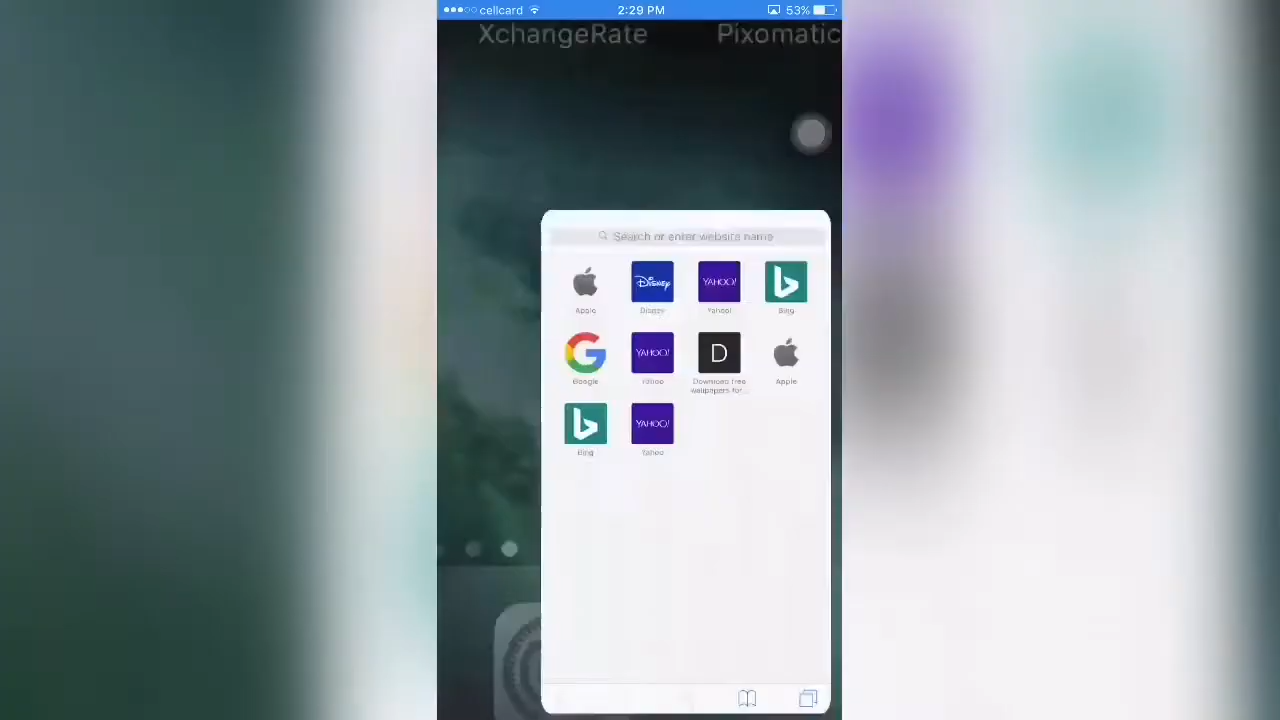 cellcard 2:29 PM 53%
XchangeRate Pixomatic
Search or enter website name
DISNEY YAHOO!
Apple Disney Yahoo! Bing
YAHOO! D
Google Yahoo Download free Apple
wallpapers for...
YAHOO!
Bing Yahoo